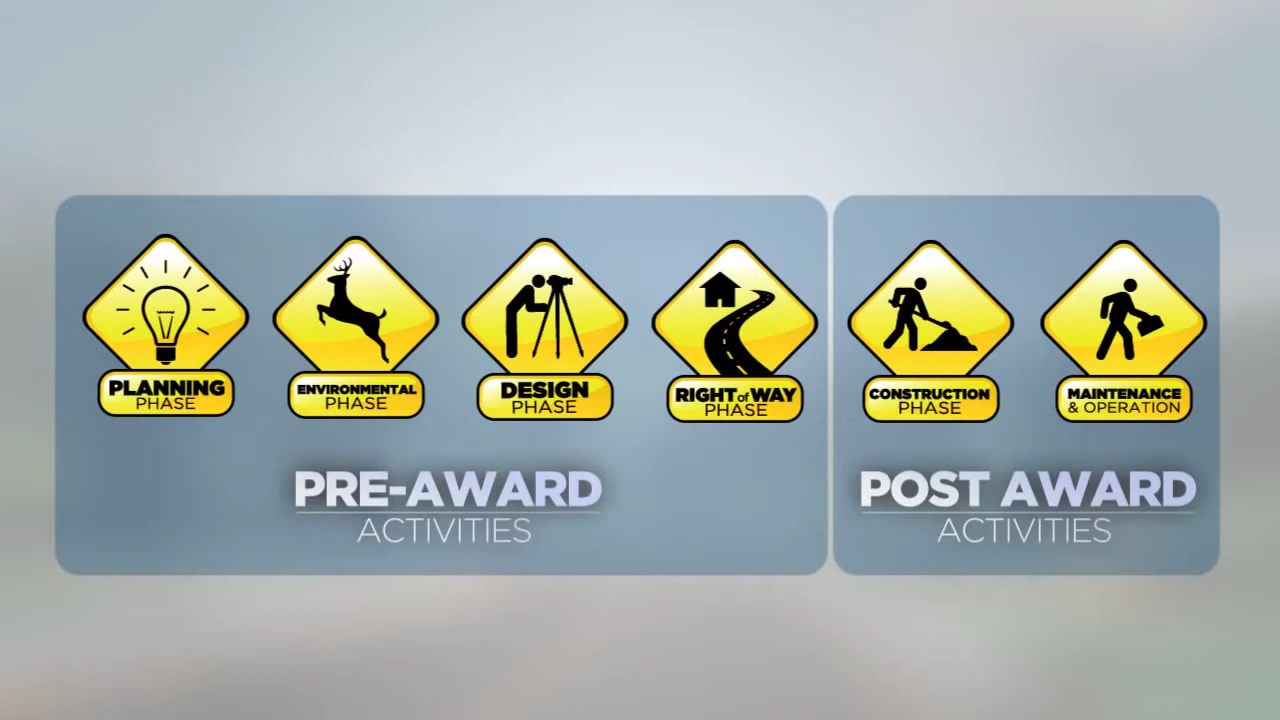 PLANNING
PHASE
ENVIRONMENTAL
PHASE
DESIGN
PHASE
RIGHT of WAY
PHASE
CONSTRUCTION
PHASE
MAINTENANCE
& OPERATION
PRE-AWARD
ACTIVITIES
POST AWARD
ACTIVITIES